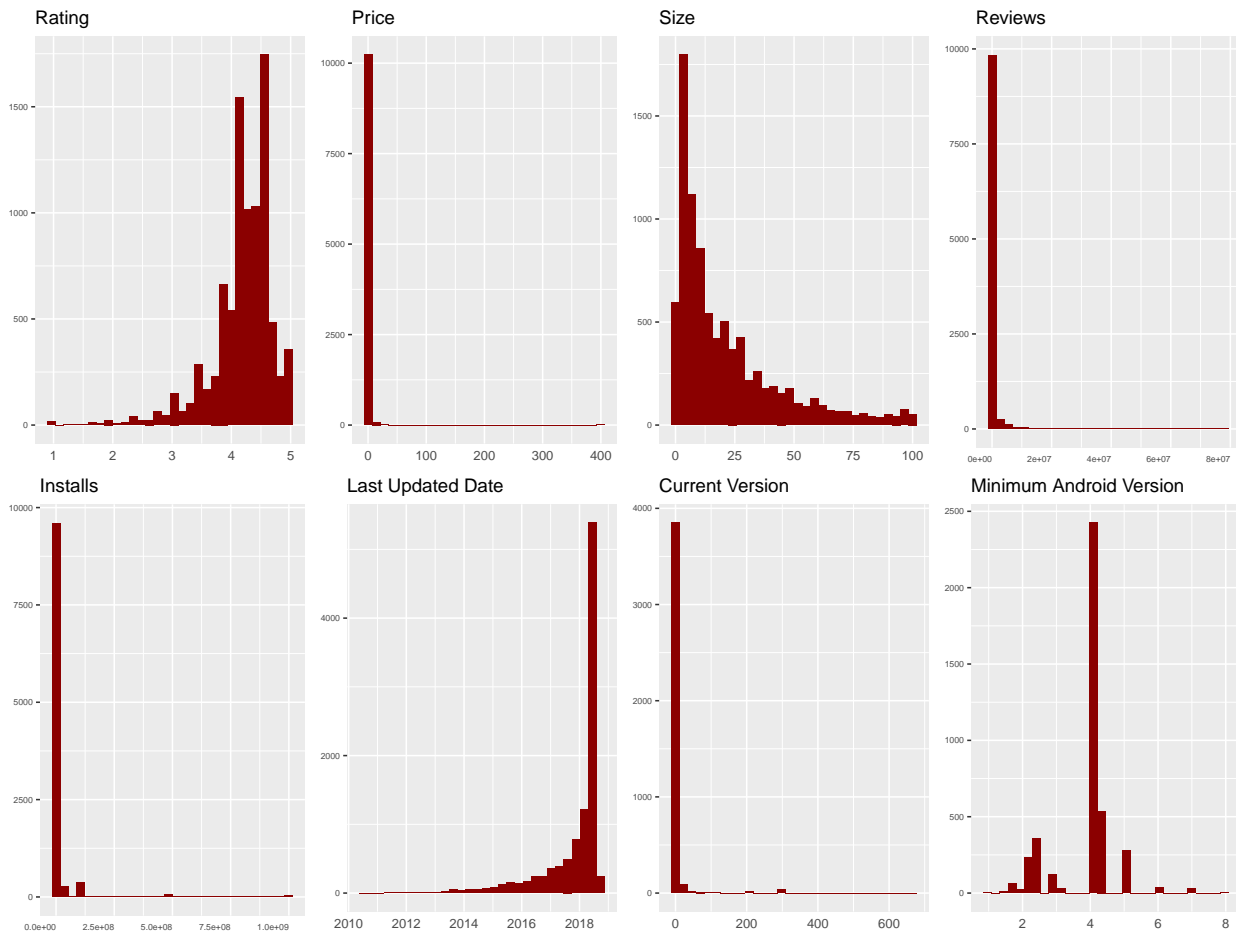 Rating
1500
1000
500
0
1 2 3 4 5
Price
10000
7500
5000
2500
0
0 100 200 300 400
Size
1500
1000
500
0
0 25 50 75 100
Reviews
10000
7500
5000
2500
0
0e+00 2e+07 4e+07 6e+07 8e+07
Installs
10000
7500
5000
2500
0
0.0e+00 2.5e+08 5.0e+08 7.5e+08 1.0e+09
Last Updated Date
4000
2000
0
2010 2012 2014 2016 2018
Current Version
4000
3000
2000
1000
0
0 200 400 600
Minimum Android Version
2500
2000
1500
1000
500
0
2 4 6 8